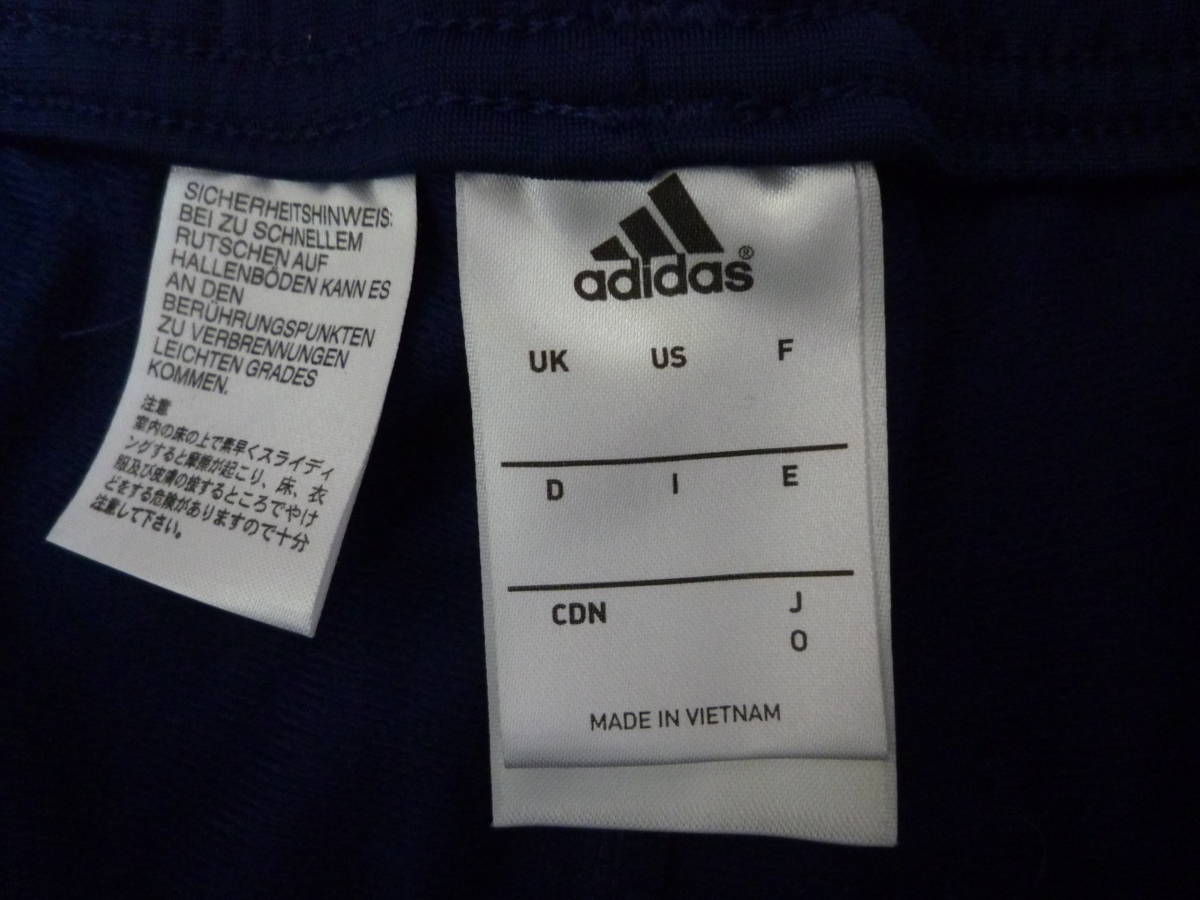 SICHERHEITSHINWEIS:
BEI ZU SCHNELLEM
RUTSCHEN AUF
HALLENBÖDEN KANN ES
AN DEN
BERÜHRUNGSPUNKTEN
ZU VERBRENNUNGEN
LEICHTEN GRADES
KOMMEN.
注意
室内の床の上で素早くスライディ
ングすると摩擦が起こり、床、衣
服及び皮膚の接するところでやけ
どをする危険がありますので十分
注意して下さい。
adidas®
UK US F
D I E
CDN J
O
MADE IN VIETNAM